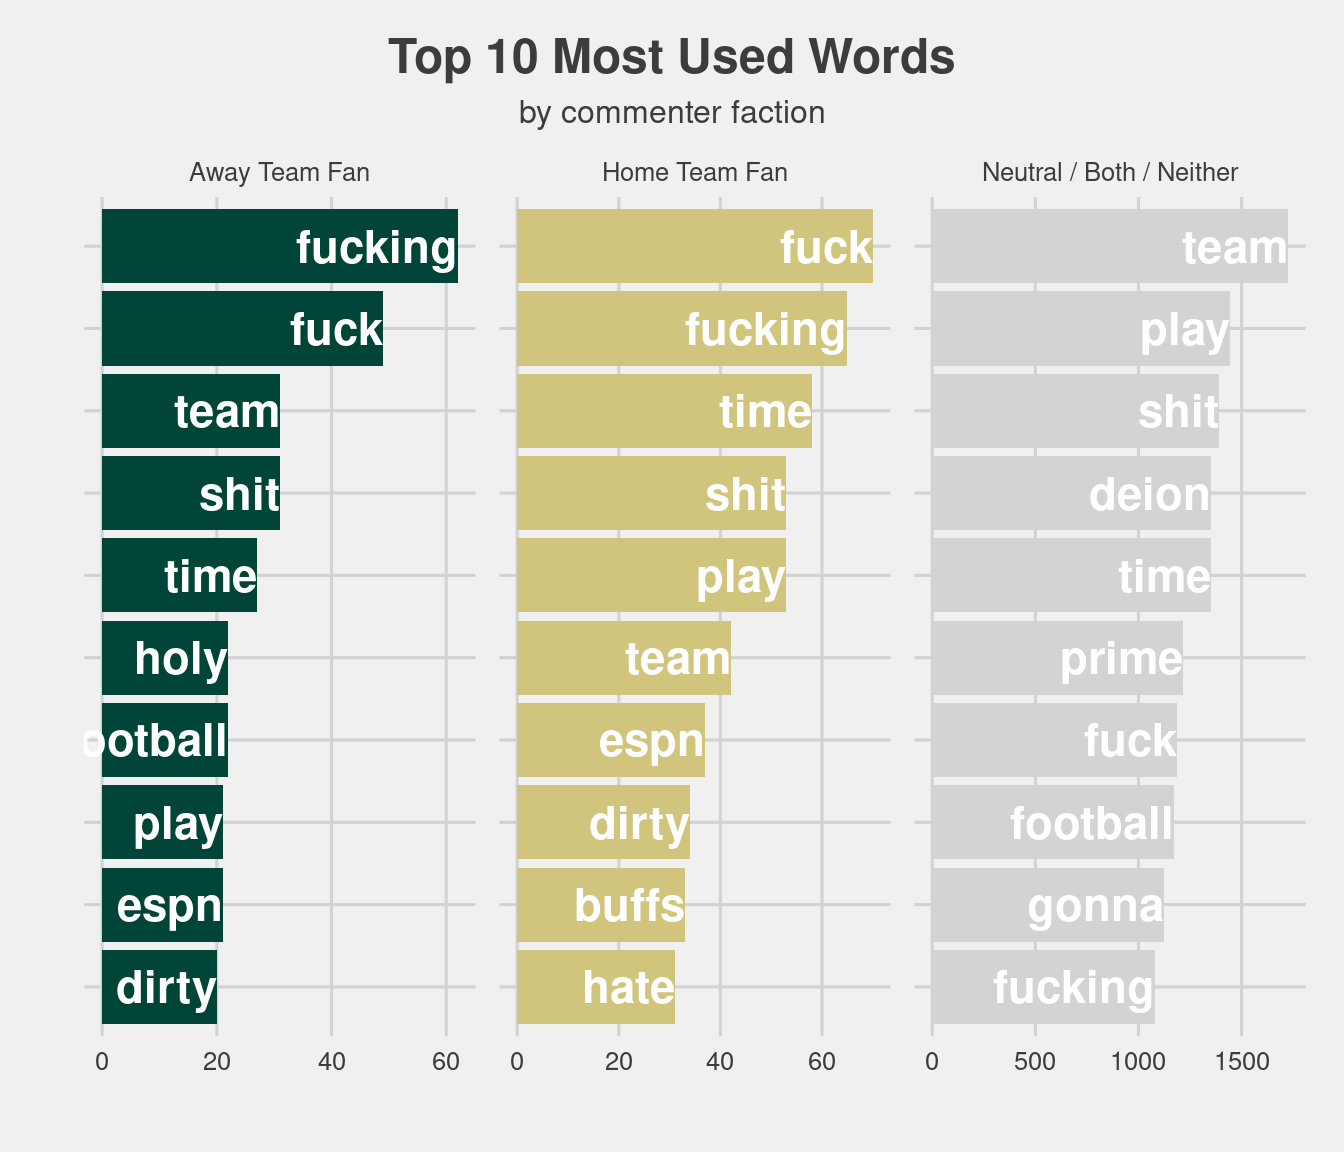 Top 10 Most Used Words
by commenter faction
Away Team Fan
fucking
fuck
team
shit
time
holy
ootball
play
espn
dirty
0 20 40 60
Home Team Fan
fuck
fucking
time
shit
play
team
espn
dirty
buffs
hate
0 20 40 60
Neutral / Both / Neither
team
play
shit
deion
time
prime
fuck
football
gonna
fucking
0 500 1000 1500